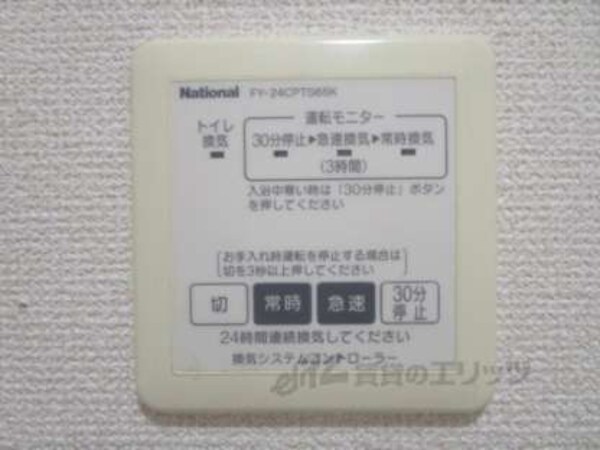 National FY-24CPTS65K
運転モニター
トイレ
換気
30分停止▶急速換気▶常時換気
(3時間)
入浴中寒い時は「30分停止」ボタン
を押してください
お手入れ時運転を停止する場合は
切を3秒以上押してください
切 常時 急速 30分
停止
24時間連続換気してください
換気システムコントローラー
賃貸のエリッツ